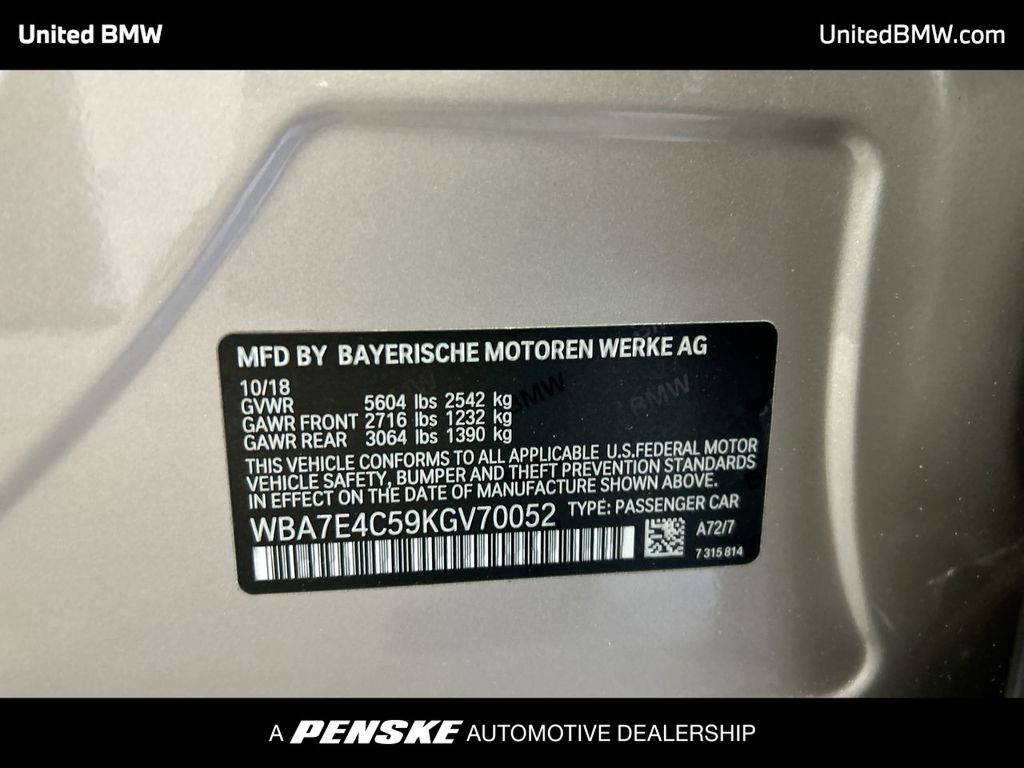 United BMW
UnitedBMW.com
MFD BY BAYERISCHE MOTOREN WERKE AG
10/18
GVWR 5604 lbs 2542 kg
GAWR FRONT 2716 lbs 1232 kg
GAWR REAR 3064 lbs 1390 kg
THIS VEHICLE CONFORMS TO ALL APPLICABLE U.S.FEDERAL MOTOR
VEHICLE SAFETY, BUMPER AND THEFT PREVENTION STANDARDS
IN EFFECT ON THE DATE OF MANUFACTURE SHOWN ABOVE.
WBA7E4C59KGV70052 TYPE: PASSENGER CAR
A72/7
7 315 814
BMW
BMW
BMW
A PENSKE AUTOMOTIVE DEALERSHIP